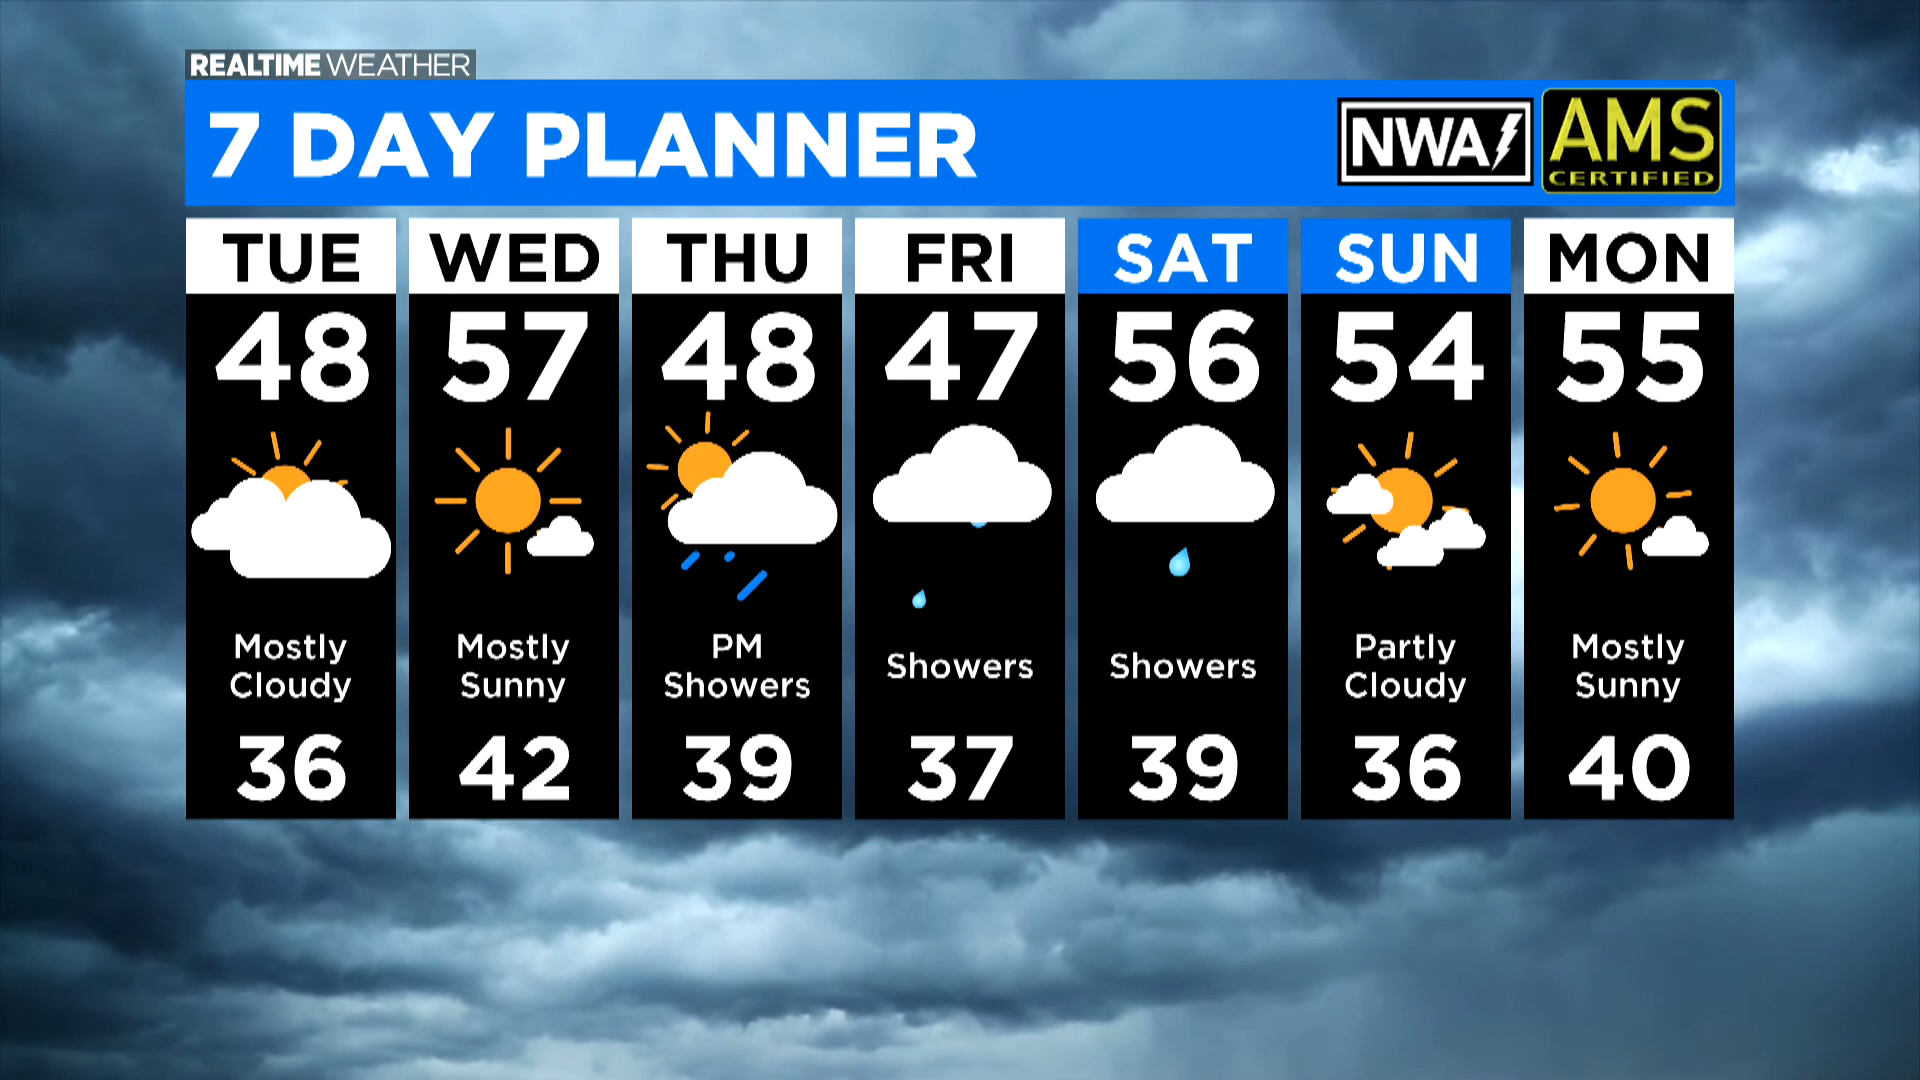 REALTIME WEATHER
7 DAY PLANNER
NWA
AMS
CERTIFIED
TUE
48
Mostly
Cloudy
36
WED
57
Mostly
Sunny
42
THU
48
PM
Showers
39
FRI
47
Showers
37
SAT
56
Showers
39
SUN
54
Partly
Cloudy
36
MON
55
Mostly
Sunny
40